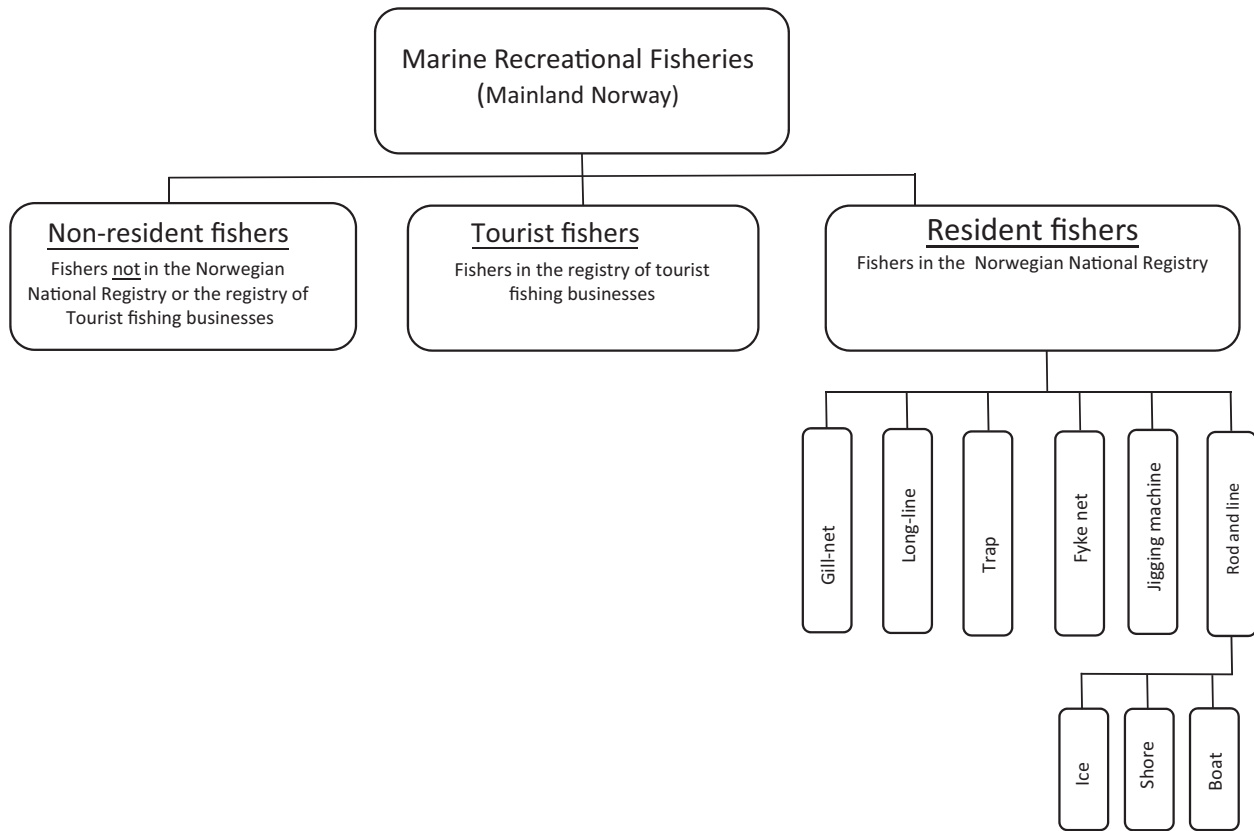 Marine Recreational Fisheries
(Mainland Norway)
Non-resident fishers
Fishers not in the Norwegian
National Registry or the registry of
Tourist fishing businesses
Tourist fishers
Fishers in the registry of tourist
fishing businesses
Resident fishers
Fishers in the Norwegian National Registry
Gill-net
Long-line
Trap
Fyke net
Jigging machine
Rod and line
Ice
Shore
Boat